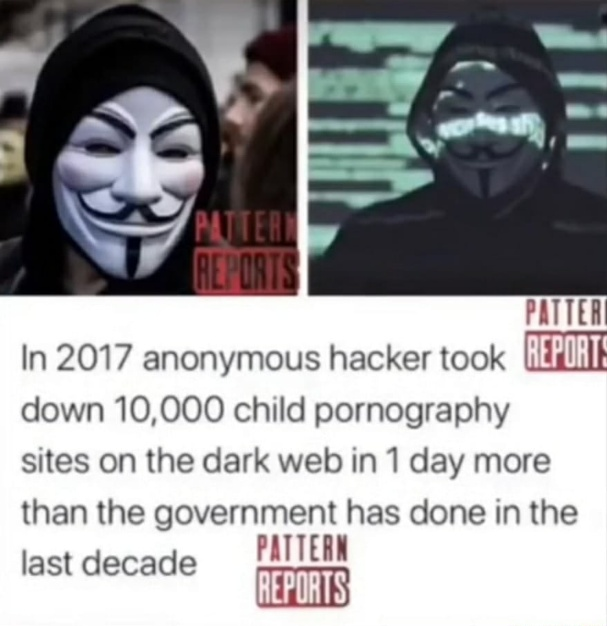 PATTERN
REPORTS
PATTER
REPORTS
In 2017 anonymous hacker took
down 10,000 child pornography
sites on the dark web in 1 day more
than the government has done in the
last decade
PATTERN
REPORTS